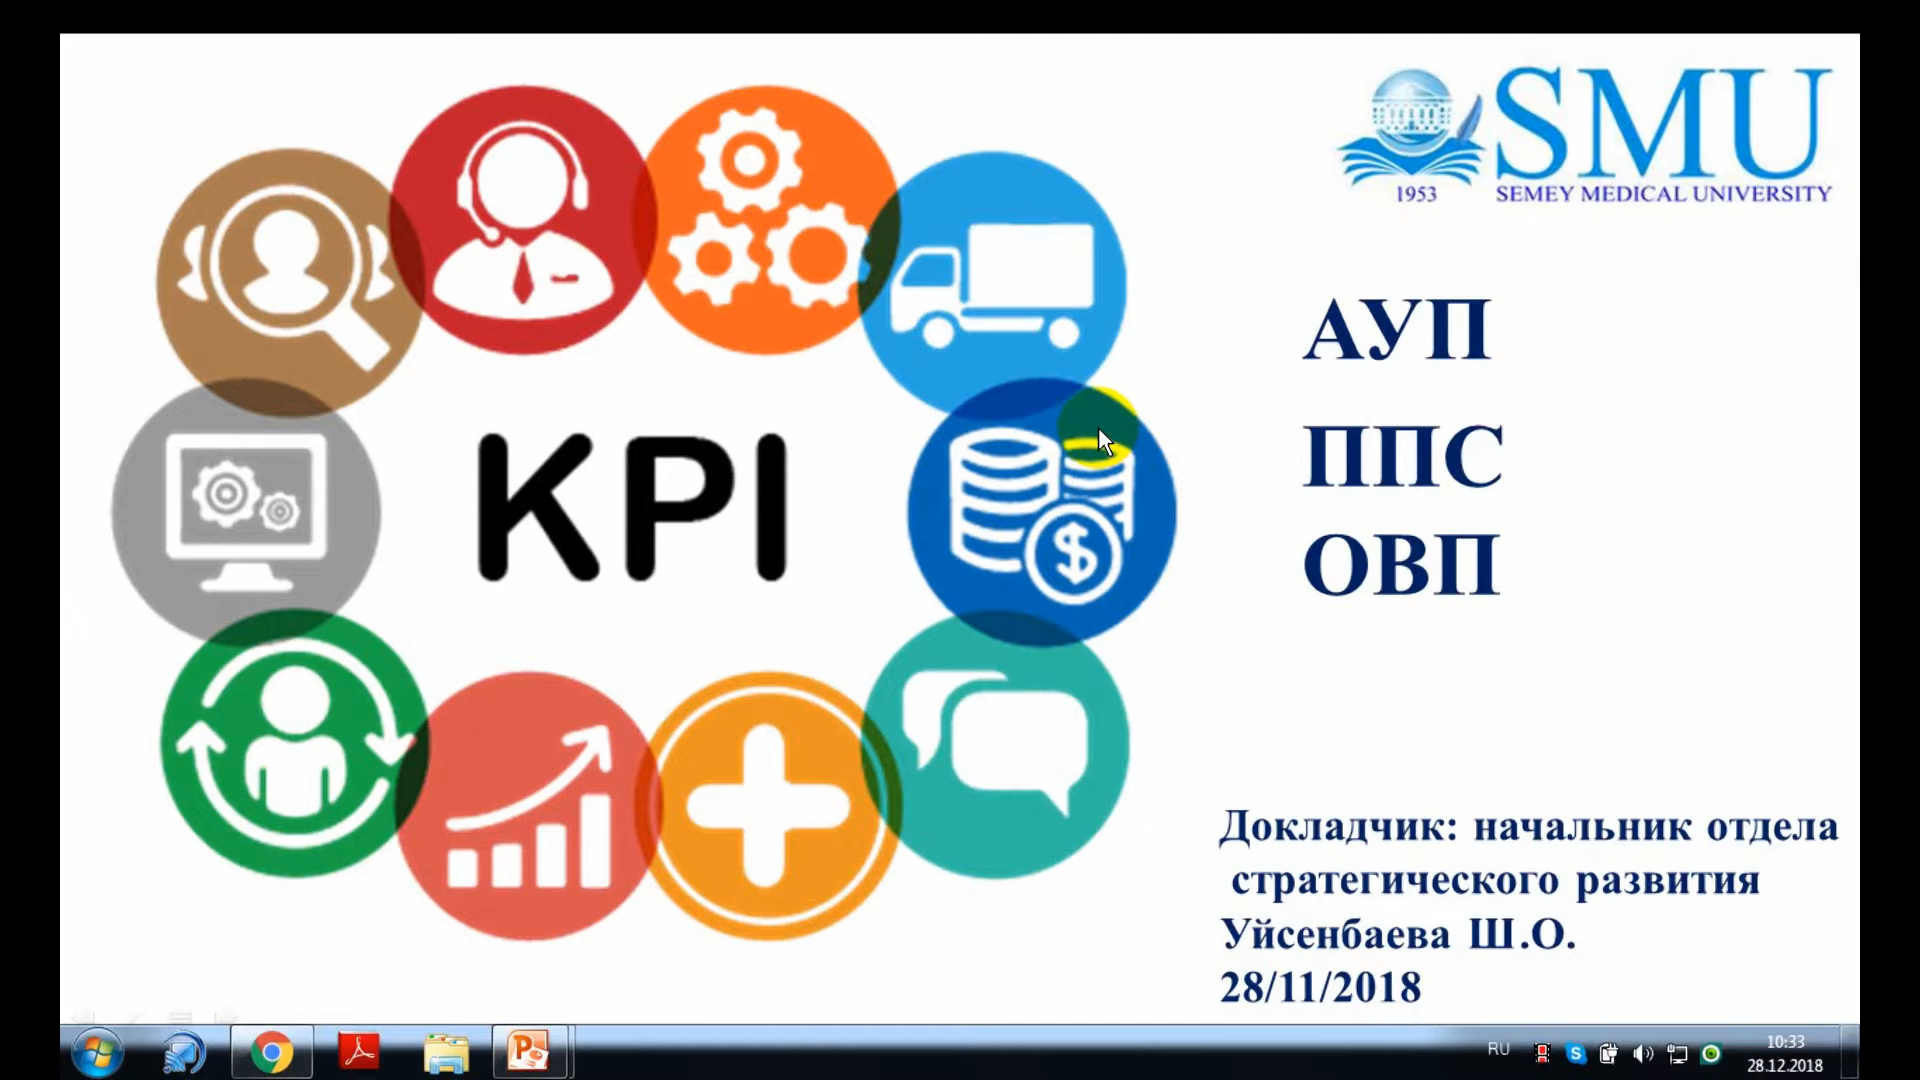 SMU
1953
SEMEY MEDICAL UNIVERSITY
АУП
ППС
ОВП
KPI
$
Докладчик: начальник отдела
стратегического развития
Уйсенбаева Ш.О.
28/11/2018
RU
10:33
28.12.2018